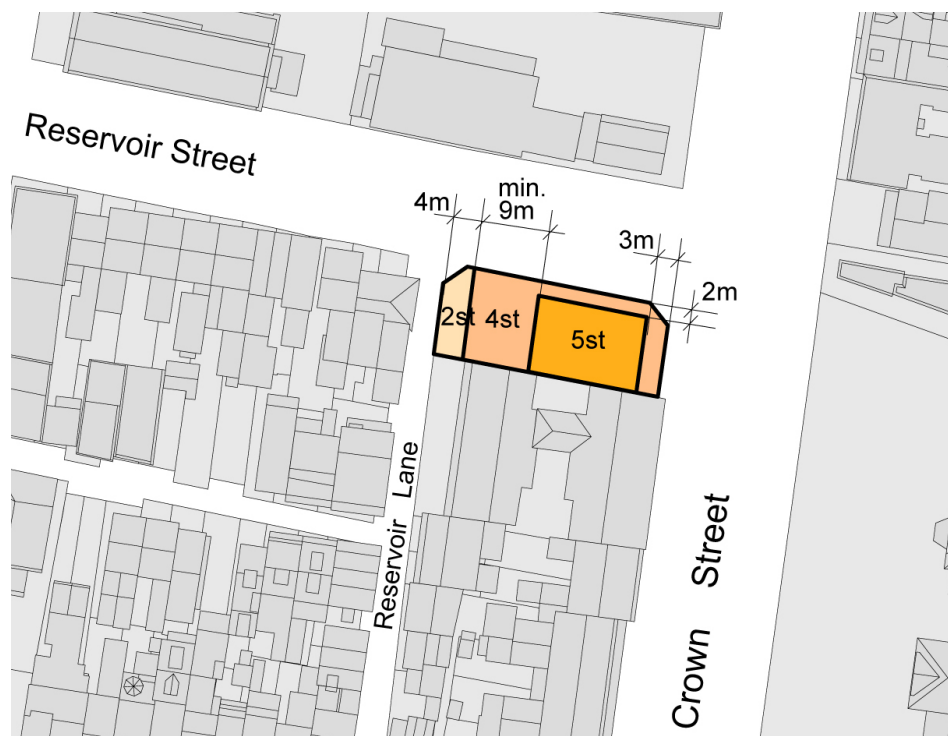 Reservoir Street
4m
min.
9m
3m
2m
2st
4st
5st
Reservoir Lane
Crown Street